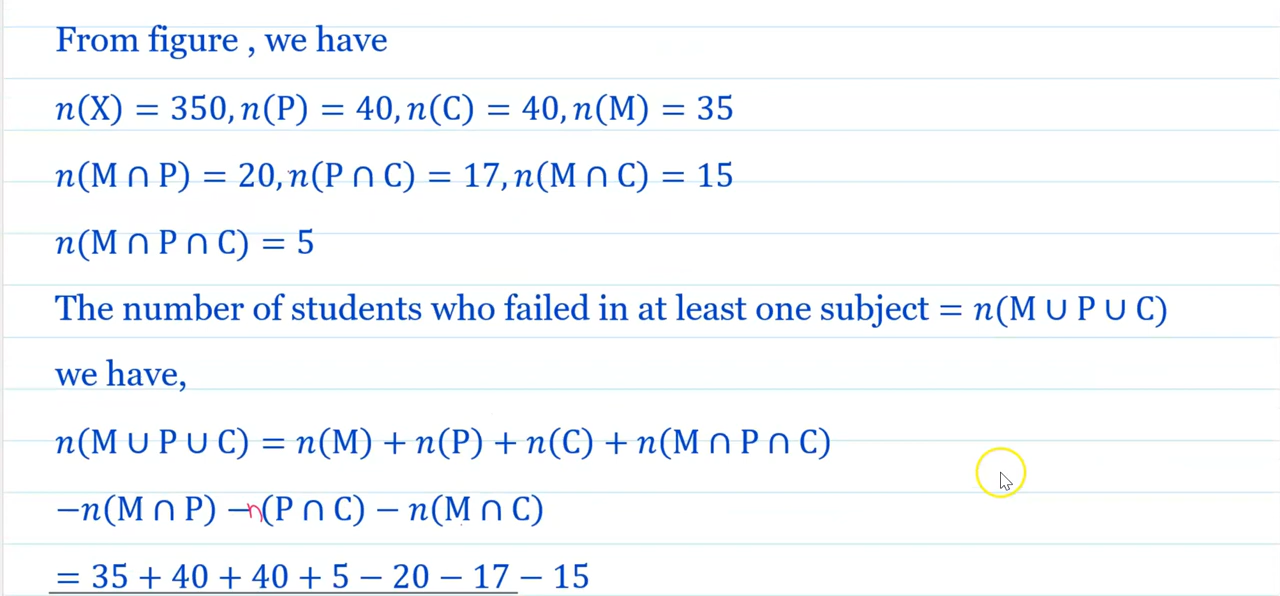 From figure , we have
n(X) = 350, n(P) = 40, n(C) = 40, n(M) = 35
n(M ∩ P) = 20, n(P ∩ C) = 17, n(M ∩ C) = 15
n(M ∩ P ∩ C) = 5
The number of students who failed in at least one subject = n(M ∪ P ∪ C)
we have,
n(M ∪ P ∪ C) = n(M) + n(P) + n(C) + n(M ∩ P ∩ C)
−n(M ∩ P) −n(P ∩ C) − n(M ∩ C)
= 35 + 40 + 40 + 5 − 20 − 17 − 15